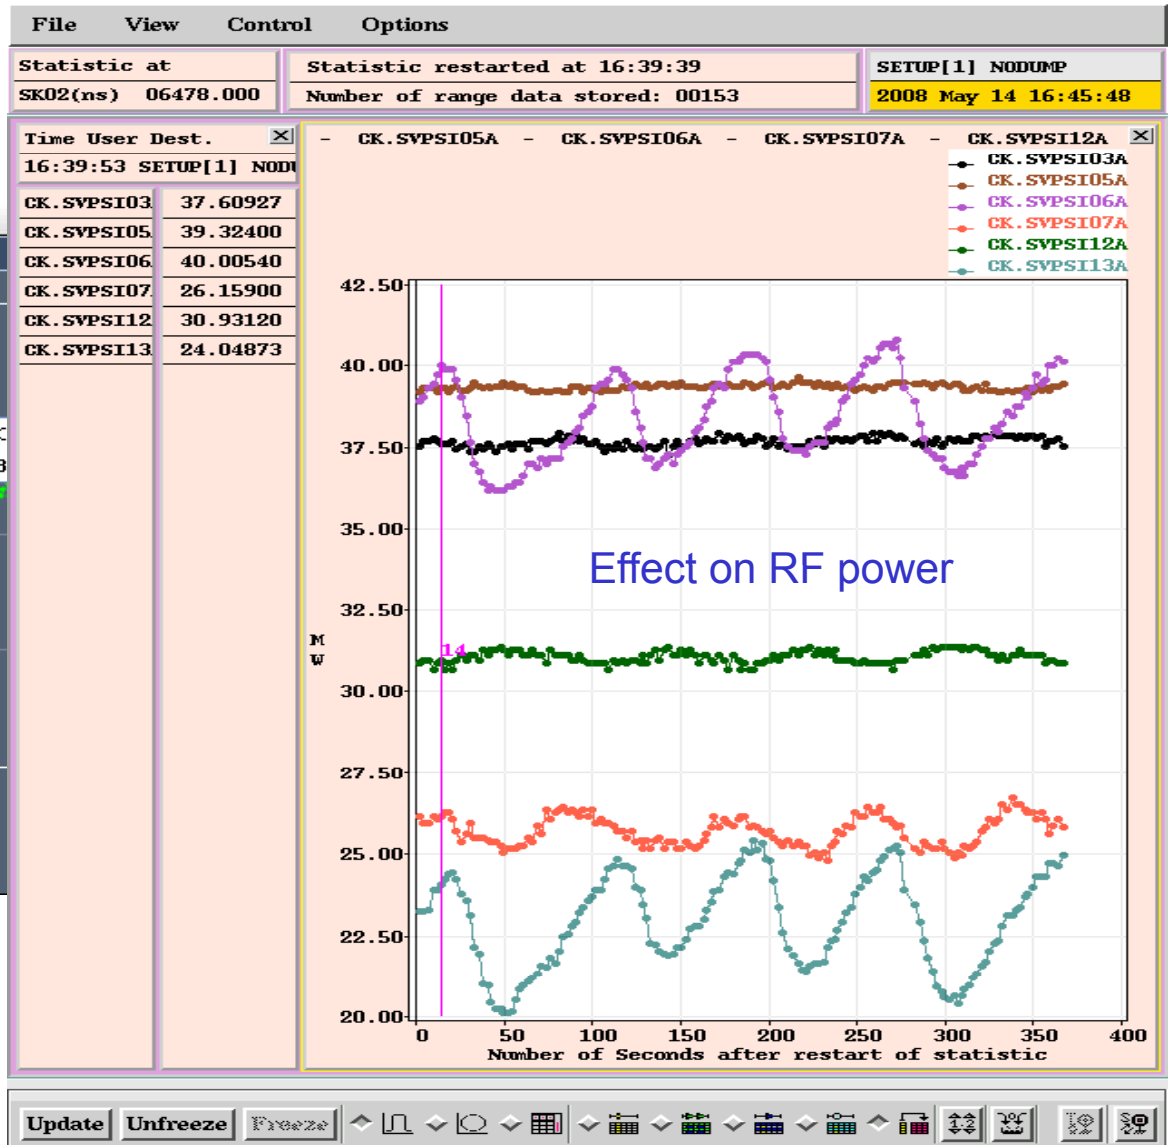 File View Control Options
Statistic at
SK02(ns) 06478.000
Statistic restarted at 16:39:39
Number of range data stored: 00153
SETUP[1] NODUMP
2008 May 14 16:45:48
Time User Dest.
16:39:53 SETUP[1] NODU
CK.SVPSI03 37.60927
CK.SVPSI05 39.32400
CK.SVPSI06 40.00540
CK.SVPSI07 26.15900
CK.SVPSI12 30.93120
CK.SVPSI13 24.04873
- CK.SVPSI05A - CK.SVPSI06A - CK.SVPSI07A - CK.SVPSI12A
CK.SVPSI03A
CK.SVPSI05A
CK.SVPSI06A
CK.SVPSI07A
CK.SVPSI12A
CK.SVPSI13A
42.50
40.00
37.50
35.00
Effect on RF power
32.50
MW
14
30.00
27.50
25.00
22.50
20.00
0 50 100 150 200 250 300 350 400
Number of Seconds after restart of statistic
Update Unfreeze Freeze